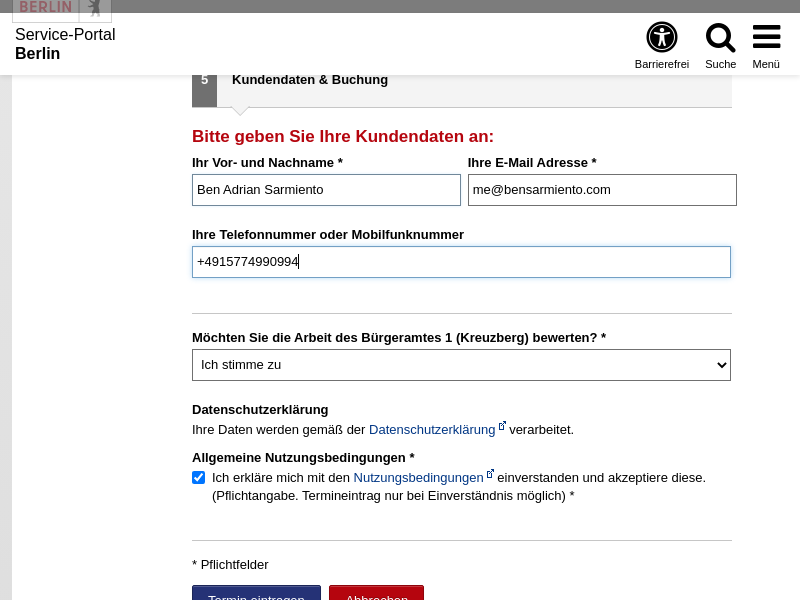 BERLIN
Service-Portal
Berlin
Barrierefrei
Suche
Menü
5
Kundendaten & Buchung
Bitte geben Sie Ihre Kundendaten an:
Ihr Vor- und Nachname *
Ihre E-Mail Adresse *
Ben Adrian Sarmiento
me@bensarmiento.com
Ihre Telefonnummer oder Mobilfunknummer
+4915774990994
Möchten Sie die Arbeit des Bürgeramtes 1 (Kreuzberg) bewerten? *
Ich stimme zu
Datenschutzerklärung
Ihre Daten werden gemäß der Datenschutzerklärung verarbeitet.
Allgemeine Nutzungsbedingungen *
Ich erkläre mich mit den Nutzungsbedingungen einverstanden und akzeptiere diese.
(Pflichtangabe. Termineintrag nur bei Einverständnis möglich) *
* Pflichtfelder
Termin eintragen
Abbrechen